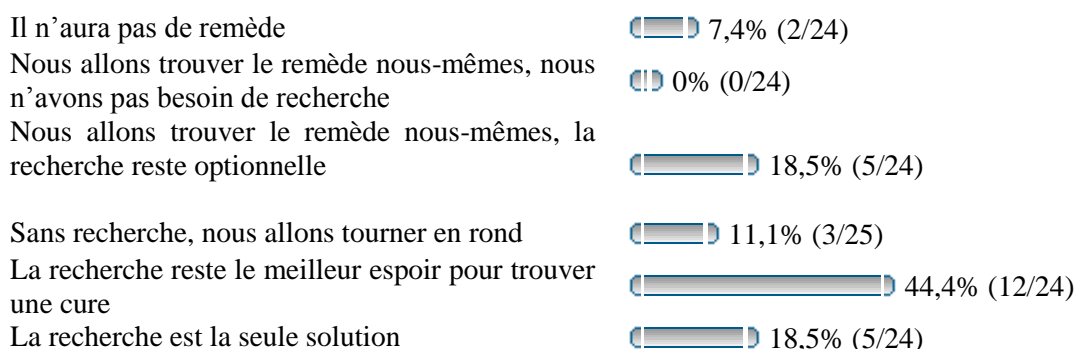 Il n’aura pas de remède 7,4% (2/24)
Nous allons trouver le remède nous-mêmes, nous
n’avons pas besoin de recherche 0% (0/24)
Nous allons trouver le remède nous-mêmes, la
recherche reste optionnelle 18,5% (5/24)
Sans recherche, nous allons tourner en rond 11,1% (3/25)
La recherche reste le meilleur espoir pour trouver
une cure 44,4% (12/24)
La recherche est la seule solution 18,5% (5/24)